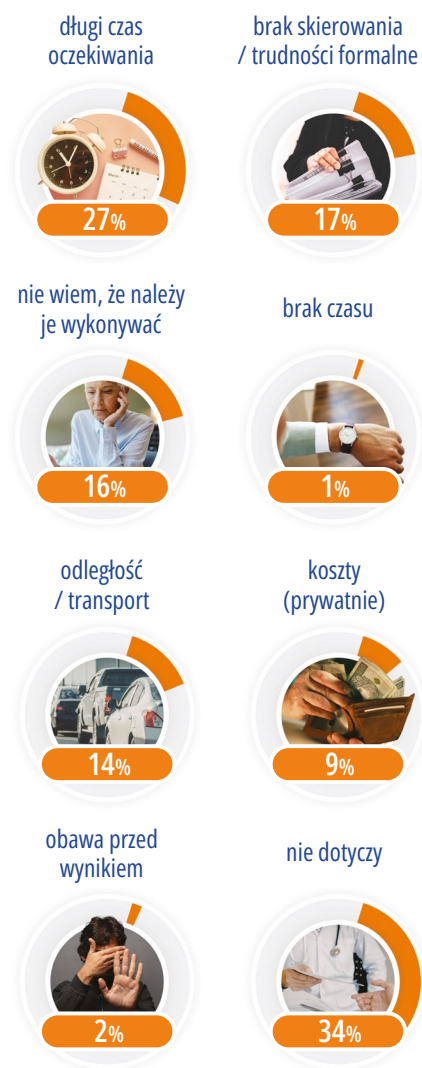 długi czas
oczekiwania
27%
brak skierowania
/ trudności formalne
17%
nie wiem, że należy
je wykonywać
16%
brak czasu
1%
odległość
/ transport
14%
koszty
(prywatnie)
9%
obawa przed
wynikiem
2%
nie dotyczy
34%